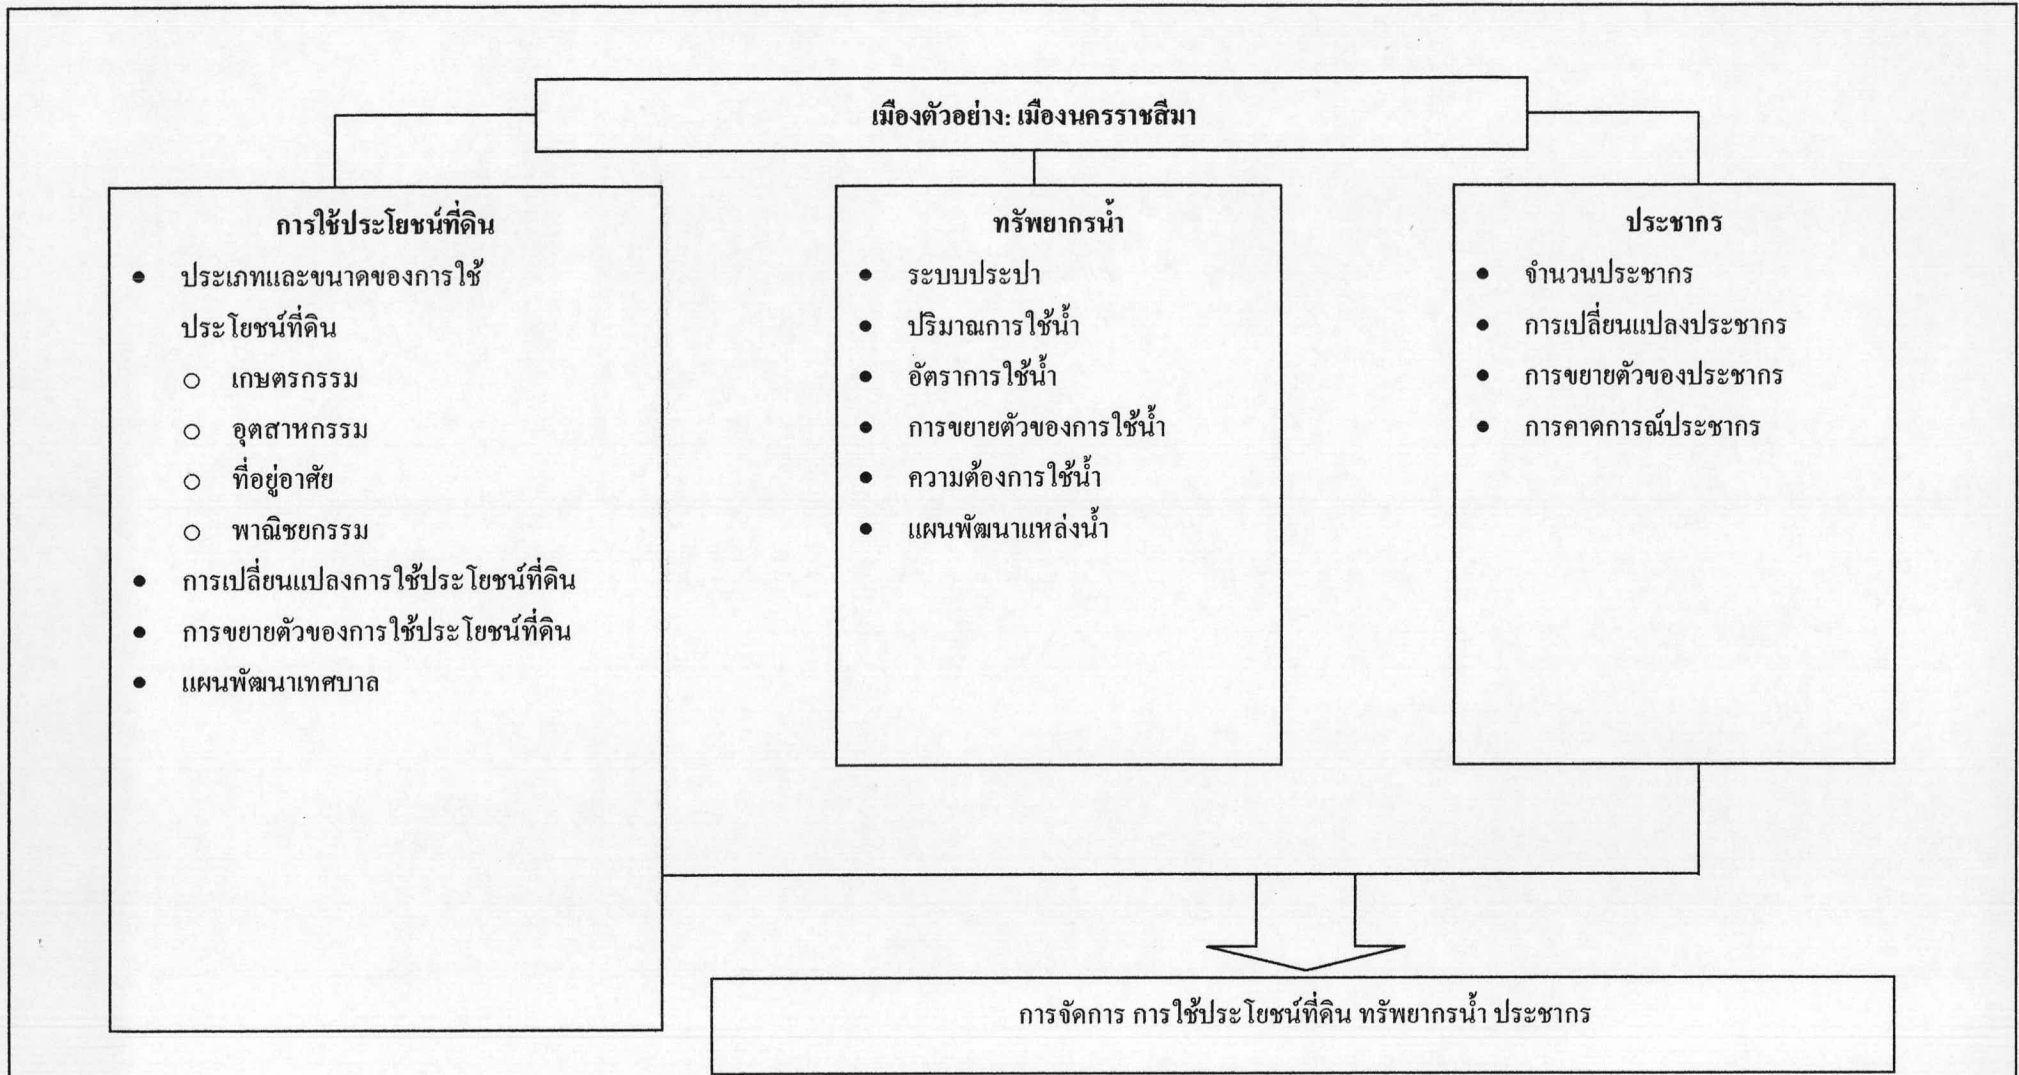 เมืองตัวอย่าง: เมืองนครราชสีมา
การใช้ประโยชน์ที่ดิน
● ประเภทและขนาดของการใช้
ประโยชน์ที่ดิน
○ เกษตรกรรม
○ อุตสาหกรรม
○ ที่อยู่อาศัย
○ พาณิชยกรรม
● การเปลี่ยนแปลงการใช้ประโยชน์ที่ดิน
● การขยายตัวของการใช้ประโยชน์ที่ดิน
● แผนพัฒนาเทศบาล
ทรัพยากรน้ำ
● ระบบประปา
● ปริมาณการใช้น้ำ
● อัตราการใช้น้ำ
● การขยายตัวของการใช้น้ำ
● ความต้องการใช้น้ำ
● แผนพัฒนาแหล่งน้ำ
ประชากร
● จำนวนประชากร
● การเปลี่ยนแปลงประชากร
● การขยายตัวของประชากร
● การคาดการณ์ประชากร
การจัดการ การใช้ประโยชน์ที่ดิน ทรัพยากรน้ำ ประชากร